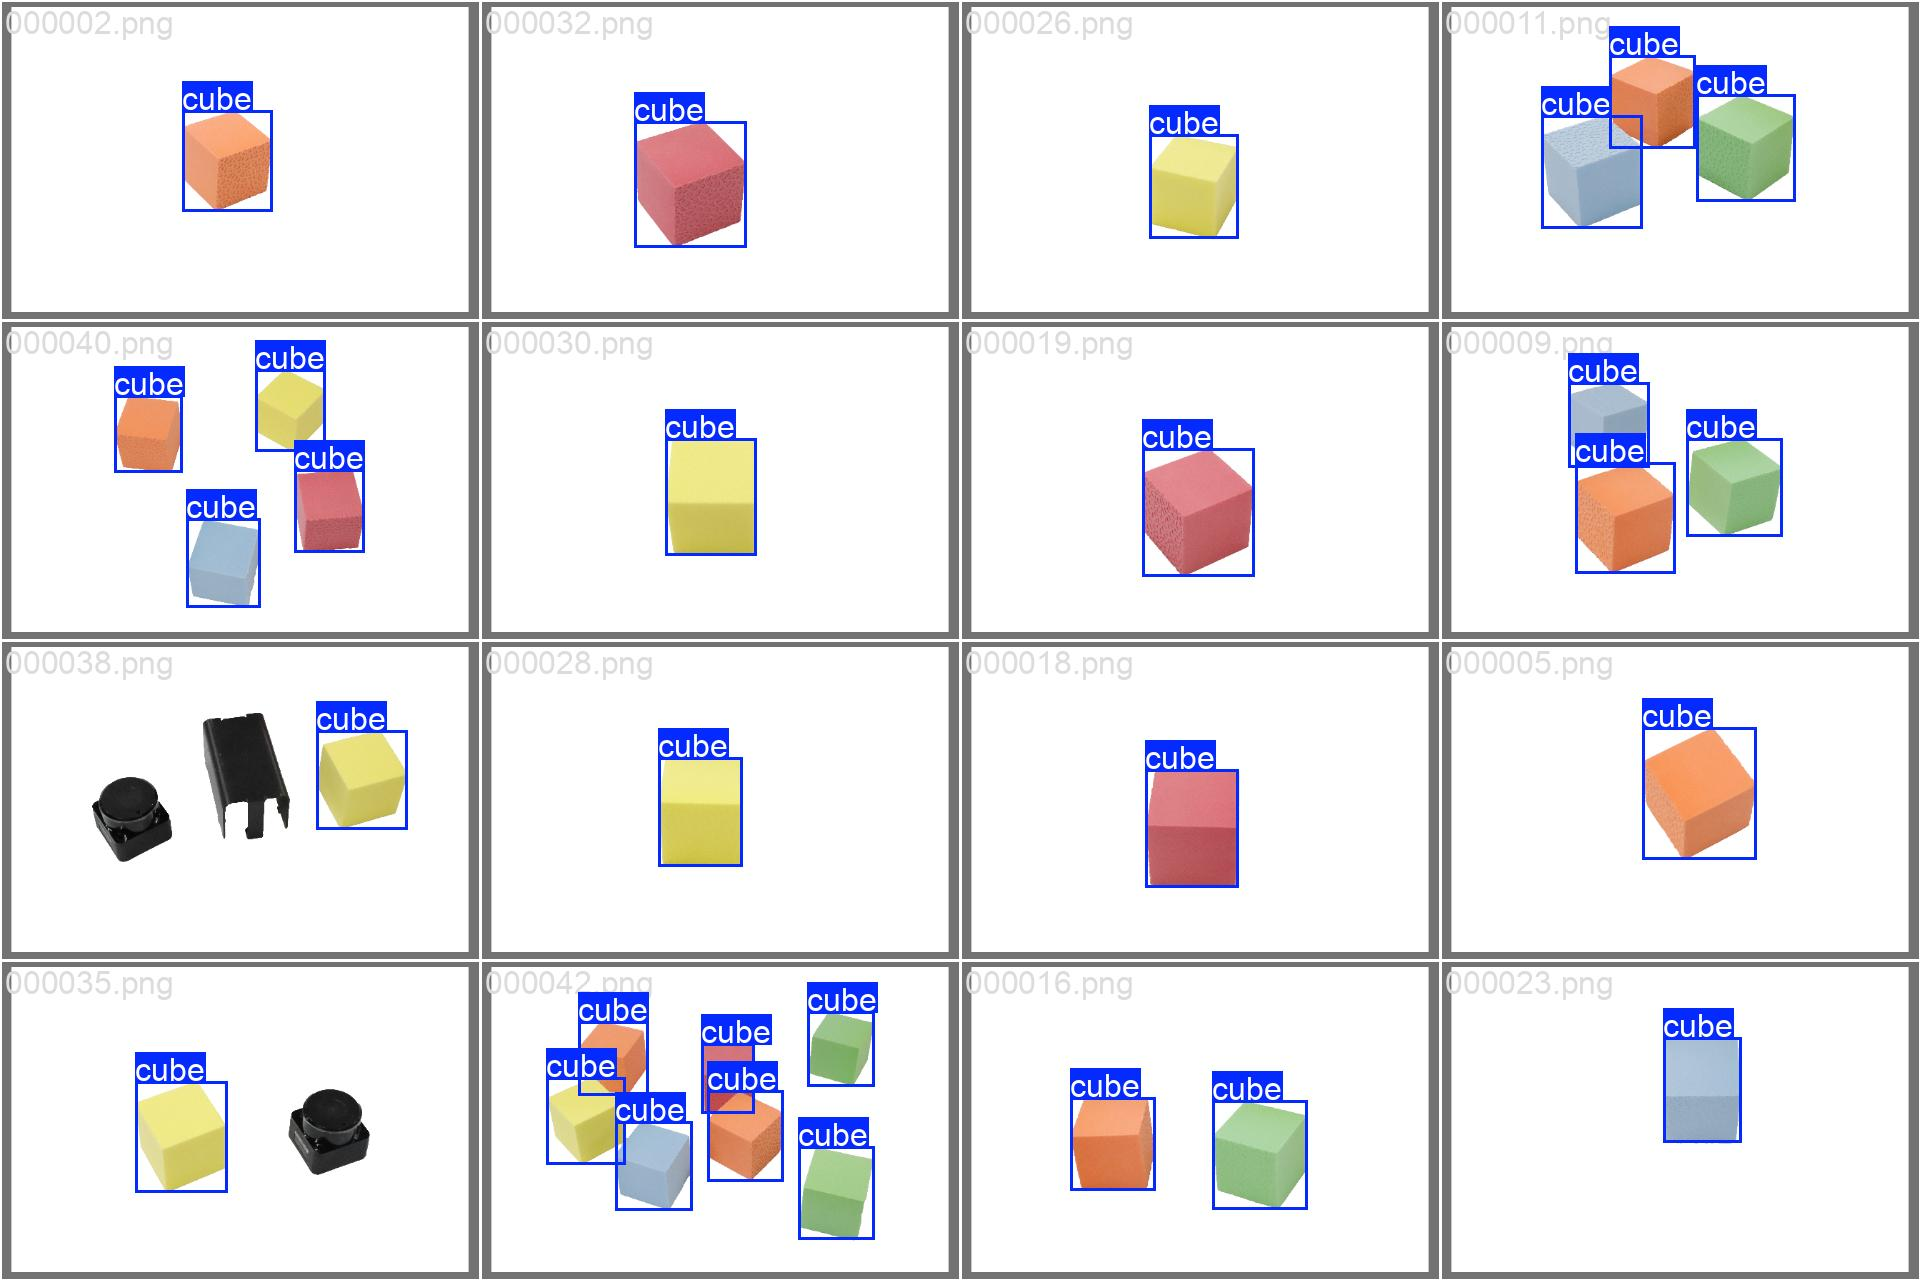 000002.png
cube
000032.png
cube
000026.png
cube
000011.png
cube
cube
cube
000040.png
cube
cube
cube
cube
000030.png
cube
000019.png
cube
000009.png
cube
cube
cube
000038.png
cube
000028.png
cube
000018.png
cube
000005.png
cube
000035.png
cube
000042.png
cube
cube
cube
cube
cube
cube
cube
000016.png
cube
cube
000023.png
cube